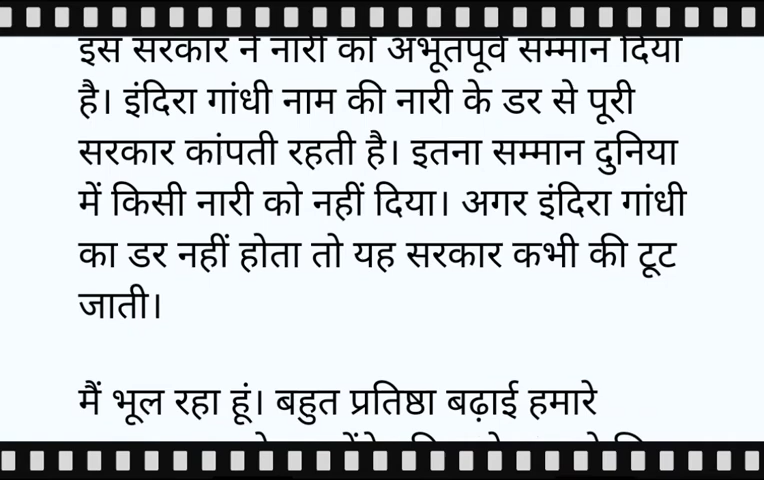 इस सरकार ने नारी को अभूतपूर्व सम्मान दिया
है। इंदिरा गांधी नाम की नारी के डर से पूरी
सरकार कांपती रहती है। इतना सम्मान दुनिया
में किसी नारी को नहीं दिया। अगर इंदिरा गांधी
का डर नहीं होता तो यह सरकार कभी की टूट
जाती।
मैं भूल रहा हूं। बहुत प्रतिष्ठा बढ़ाई हमारे